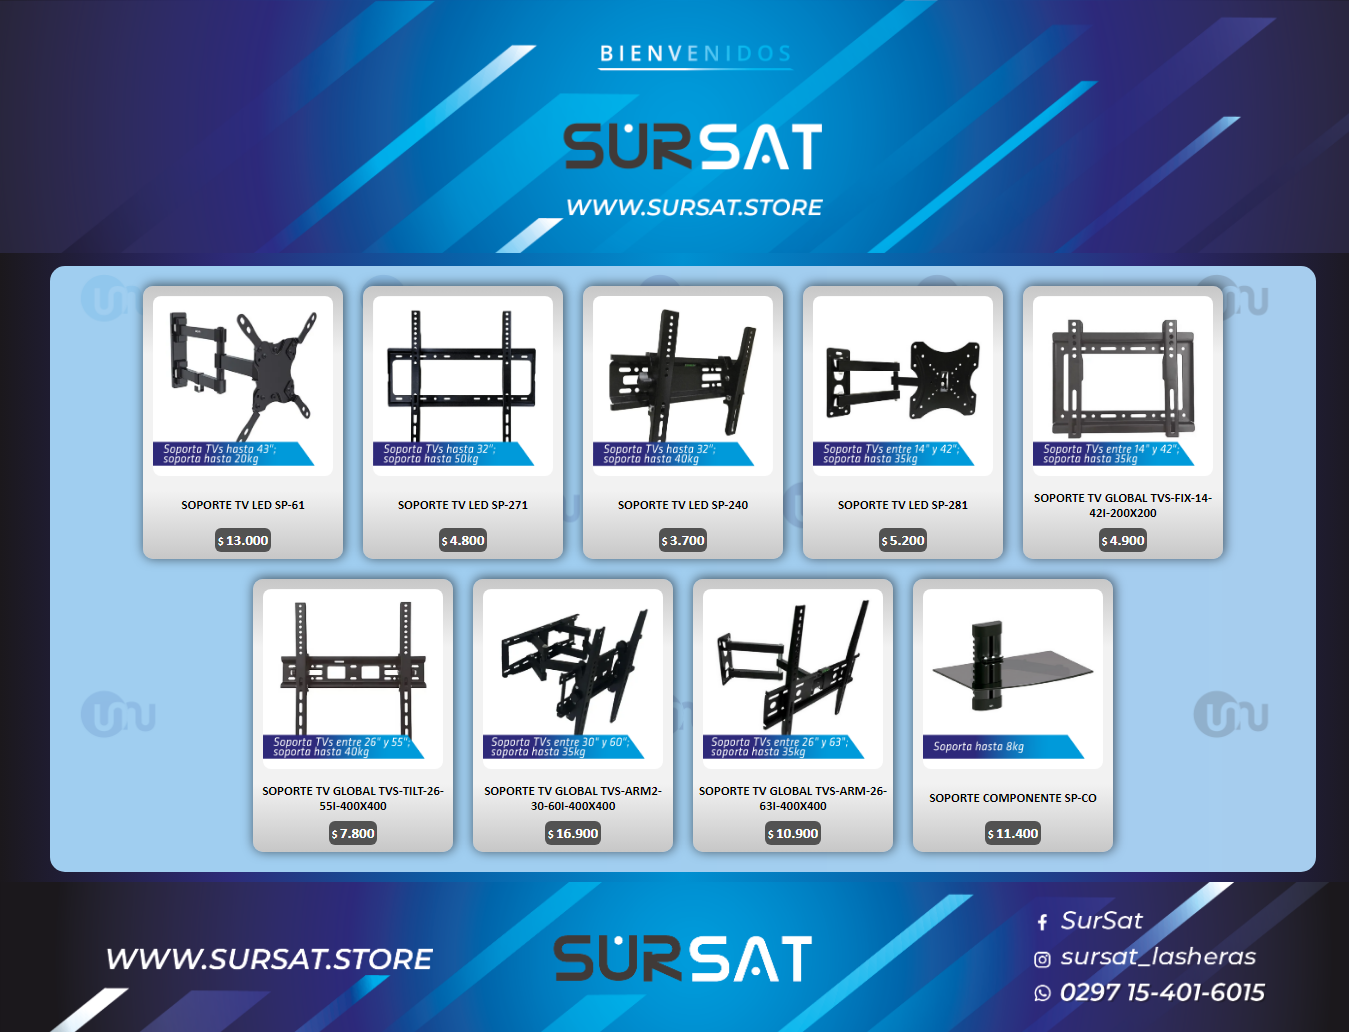 BIENVENIDOS
SURSAT
WWW.SURSAT.STORE
Soporta TVs hasta 43";
soporta hasta 20kg
SOPORTE TV LED SP-61
$ 13.000
Soporta TVs hasta 32";
soporta hasta 50kg
SOPORTE TV LED SP-271
$ 4.800
Soporta TVs hasta 32";
soporta hasta 40kg
SOPORTE TV LED SP-240
$ 3.700
Soporta TVs entre 14" y 42";
soporta hasta 35kg
SOPORTE TV LED SP-281
$ 5.200
Soporta TVs entre 14" y 42";
soporta hasta 35kg
SOPORTE TV GLOBAL TVS-FIX-14-
42I-200X200
$ 4.900
Soporta TVs entre 26" y 55";
soporta hasta 40kg
SOPORTE TV GLOBAL TVS-TILT-26-
55I-400X400
$ 7.800
Soporta TVs entre 30" y 60";
soporta hasta 35kg
SOPORTE TV GLOBAL TVS-ARM2-
30-60I-400X400
$ 16.900
Soporta TVs entre 26" y 63";
soporta hasta 35kg
SOPORTE TV GLOBAL TVS-ARM-26-
63I-400X400
$ 10.900
Soporta hasta 8kg
SOPORTE COMPONENTE SP-CO
$ 11.400
WWW.SURSAT.STORE
SURSAT
SurSat
sursat_lasheras
0297 15-401-6015